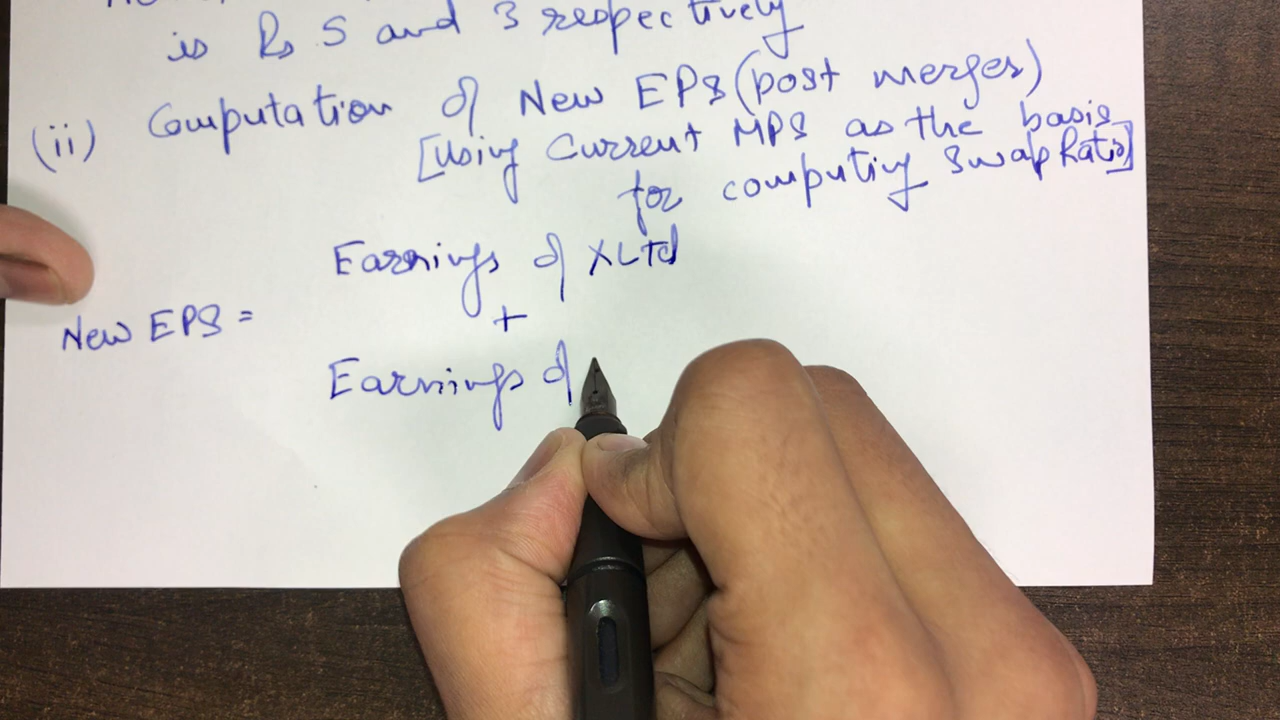 is Rs 5 and 3 respectively
(ii) Computation of New EPS (post merger)
[Using Current MPS as the basis
for computing Swap Ratio]
Earnings of X Ltd
+
New EPS =
Earnings of